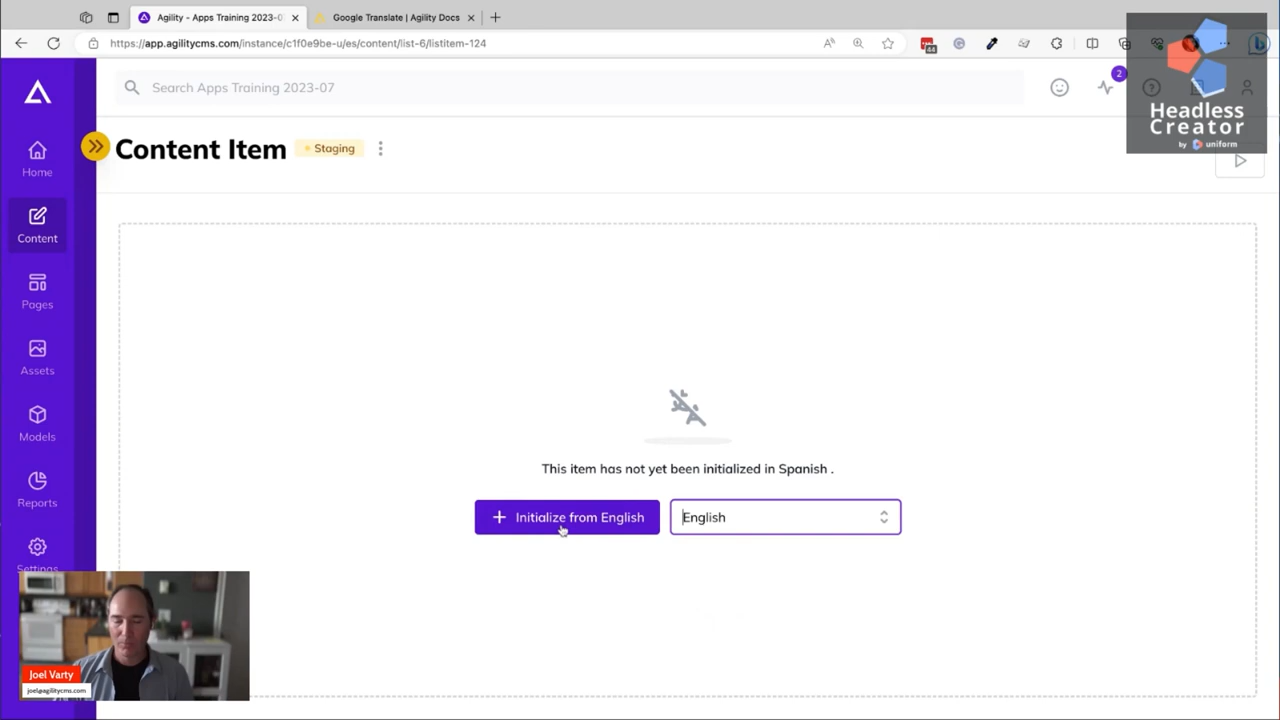 Agility - Apps Training 2023-0
Google Translate | Agility Docs
https://app.agilitycms.com/instance/c1f0e9be-u/es/content/list-6/listitem-124
44
Search Apps Training 2023-07
2
Headless
Creator
by uniform
Content Item
Staging
Home
Content
Pages
Assets
Models
Reports
Settings
This item has not yet been initialized in Spanish .
Initialize from English
English
Joel Varty
joel@agilitycms.com